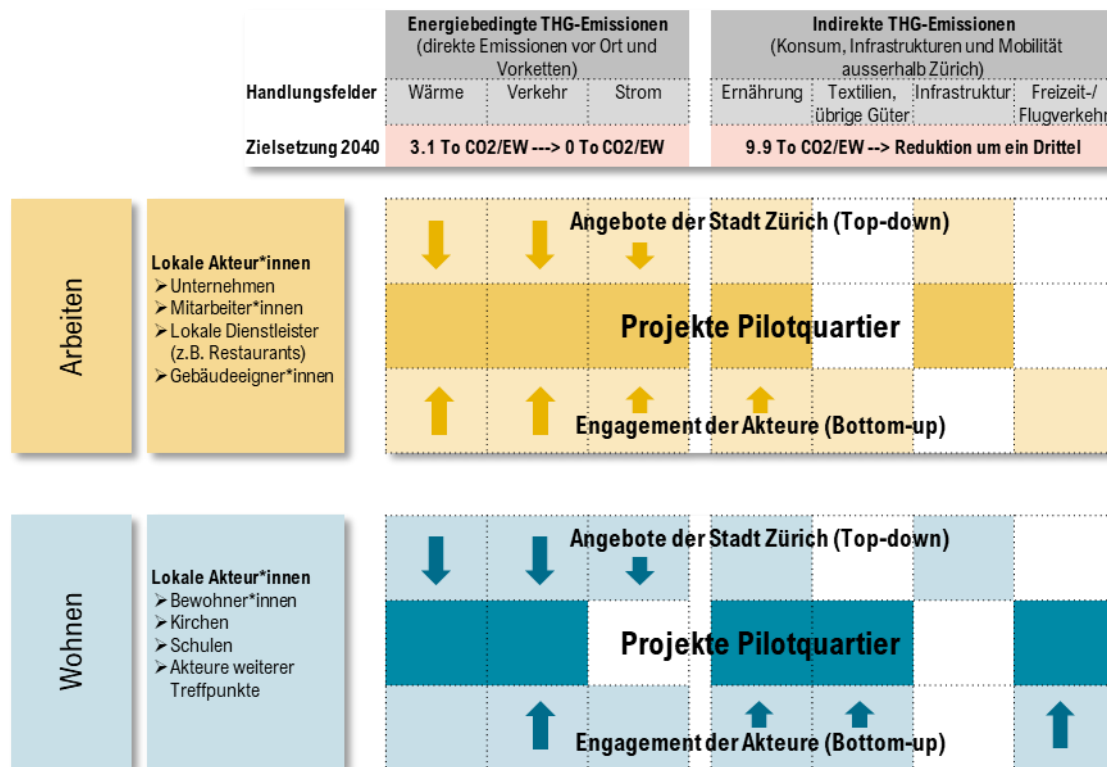 Energiebedingte THG-Emissionen
(direkte Emissionen vor Ort und
Vorketten)
Indirekte THG-Emissionen
(Konsum, Infrastrukturen und Mobilität
ausserhalb Zürich)
Handlungsfelder
Wärme
Verkehr
Strom
Ernährung
Textilien,
übrige Güter
Infrastruktur
Freizeit-/
Flugverkehr
Zielsetzung 2040
3.1 To CO2/EW ---> 0 To CO2/EW
9.9 To CO2/EW --> Reduktion um ein Drittel
Arbeiten
Lokale Akteur*innen
➤ Unternehmen
➤ Mitarbeiter*innen
➤ Lokale Dienstleister
(z.B. Restaurants)
➤ Gebäudeeigner*innen
Angebote der Stadt Zürich (Top-down)
Projekte Pilotquartier
Engagement der Akteure (Bottom-up)
Wohnen
Lokale Akteur*innen
➤ Bewohner*innen
➤ Kirchen
➤ Schulen
➤ Akteure weiterer
Treffpunkte
Angebote der Stadt Zürich (Top-down)
Projekte Pilotquartier
Engagement der Akteure (Bottom-up)